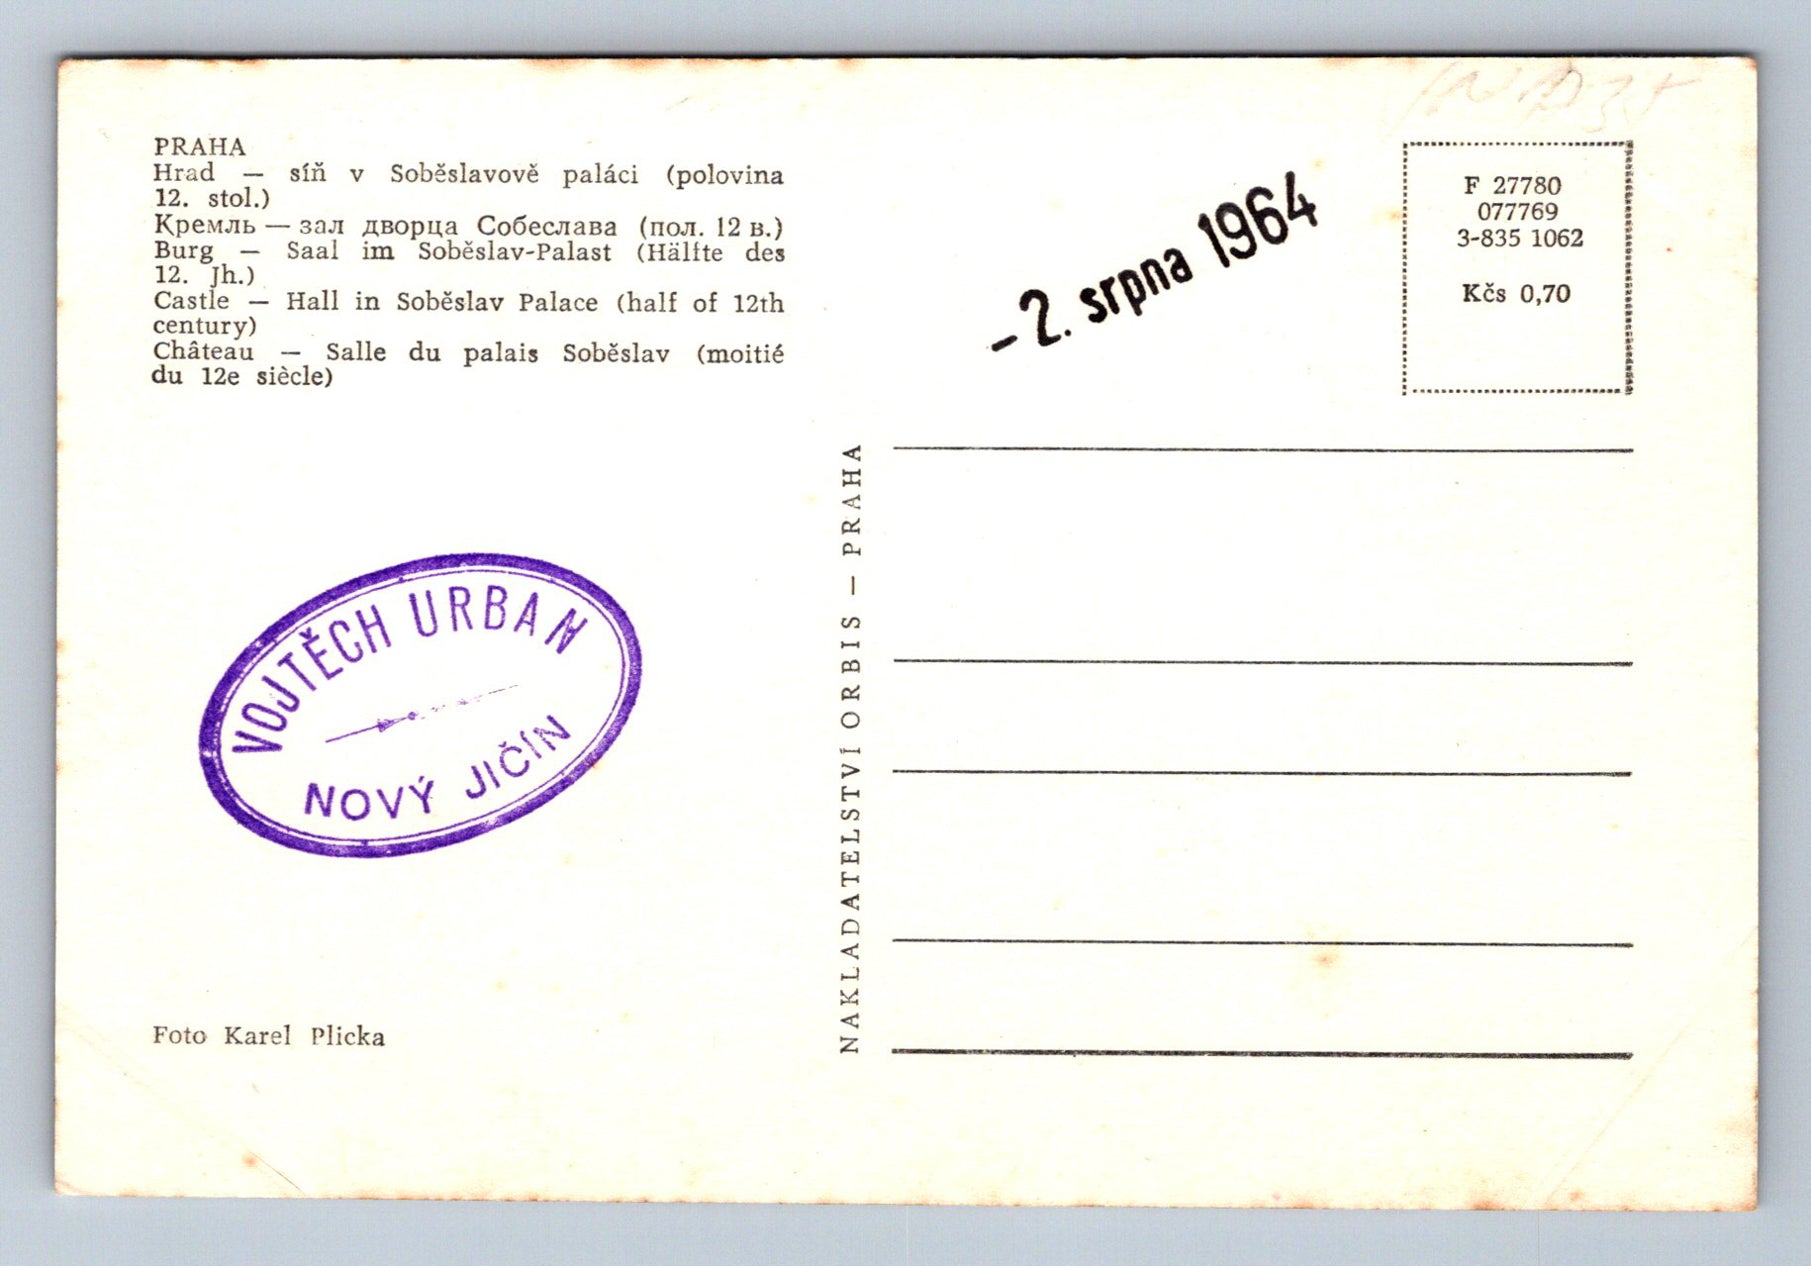 PRAHA
Hrad — síň v Soběslavově paláci (polovina
12. stol.)
Кремль — зал дворца Собеслава (пол. 12 в.)
Burg — Saal im Soběslav-Palast (Hälfte des
12. Jh.)
Castle — Hall in Soběslav Palace (half of 12th
century)
Château — Salle du palais Soběslav (moitié
du 12e siècle)
VOJTĚCH URBAN
NOVÝ JIČÍN
Foto Karel Plicka
NAKLADATELSTVÍ ORBIS — PRAHA
-2. srpna 1964
F 27780
077769
3-835 1062
Kčs 0,70